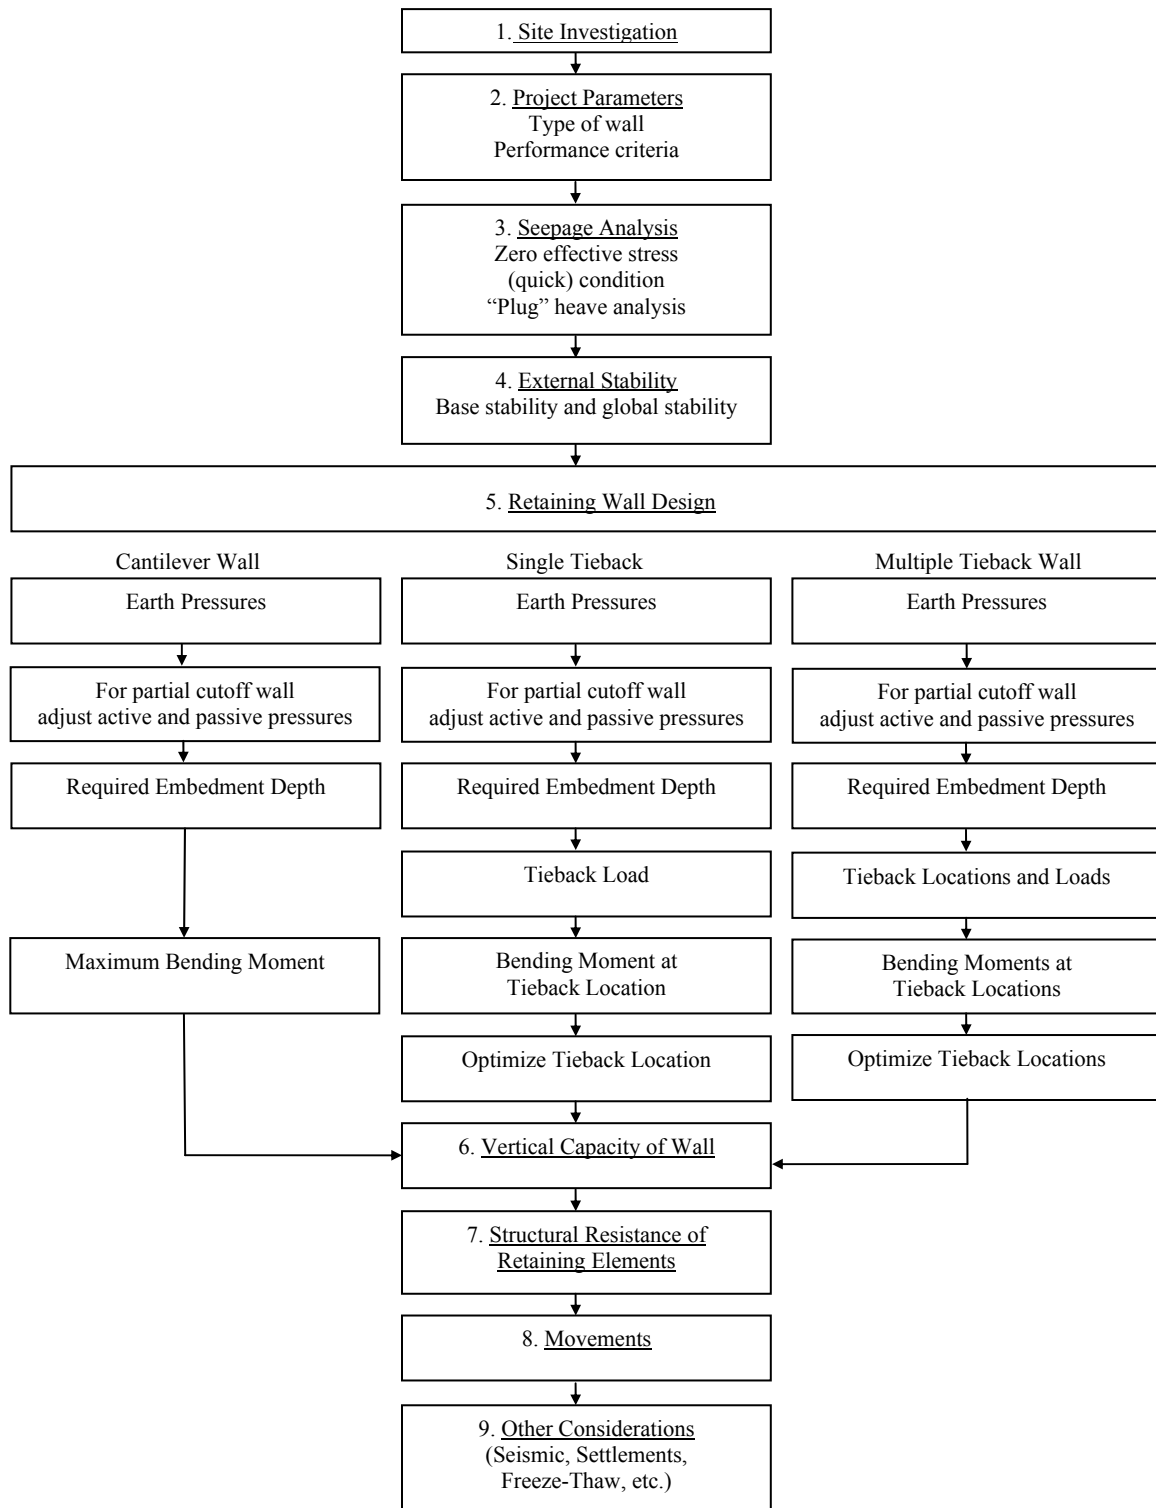 1. Site Investigation
2. Project Parameters
Type of wall
Performance criteria
3. Seepage Analysis
Zero effective stress
(quick) condition
“Plug” heave analysis
4. External Stability
Base stability and global stability
5. Retaining Wall Design
Cantilever Wall
Earth Pressures
For partial cutoff wall
adjust active and passive pressures
Required Embedment Depth
Maximum Bending Moment
Single Tieback
Earth Pressures
For partial cutoff wall
adjust active and passive pressures
Required Embedment Depth
Tieback Load
Bending Moment at
Tieback Location
Optimize Tieback Location
Multiple Tieback Wall
Earth Pressures
For partial cutoff wall
adjust active and passive pressures
Required Embedment Depth
Tieback Locations and Loads
Bending Moments at
Tieback Locations
Optimize Tieback Locations
6. Vertical Capacity of Wall
7. Structural Resistance of
Retaining Elements
8. Movements
9. Other Considerations
(Seismic, Settlements,
Freeze-Thaw, etc.)